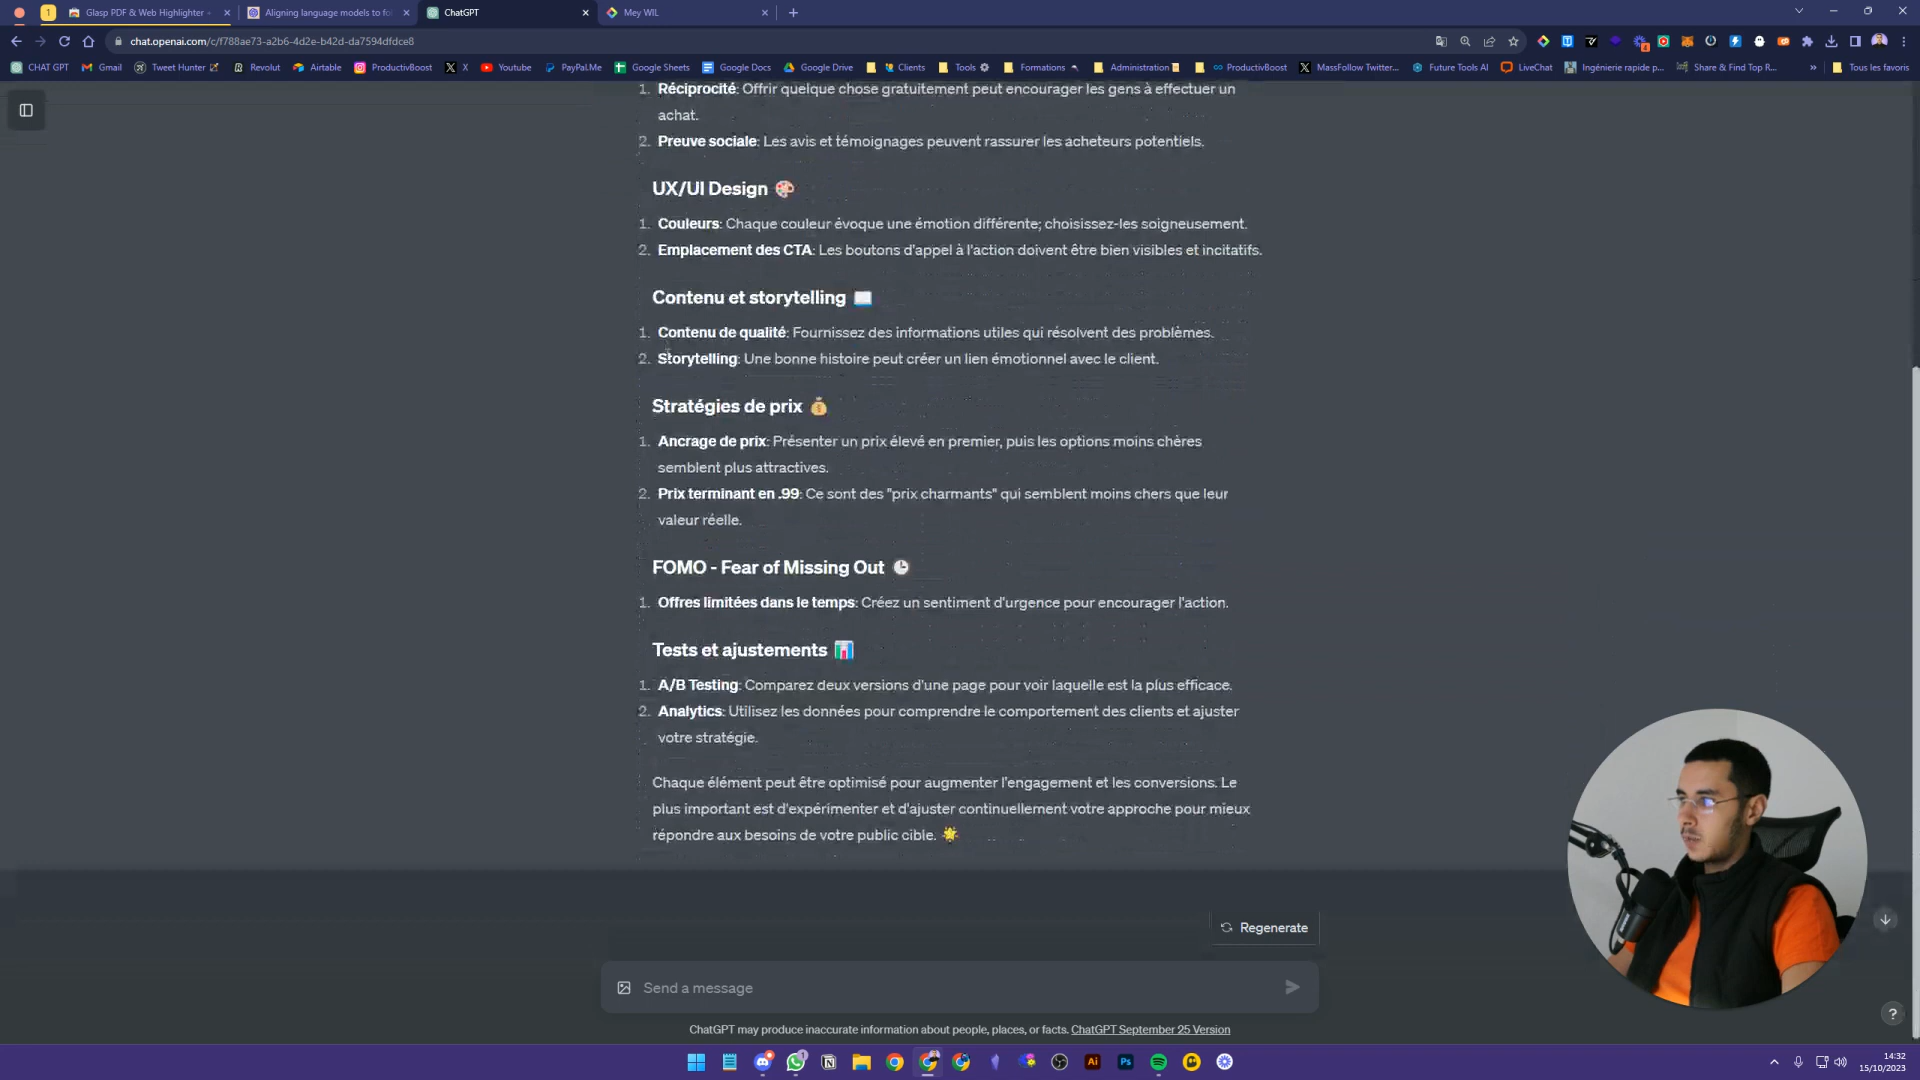 1
Glasp PDF & Web Highlighter
Aligning language models to fo
ChatGPT
Mey WIL
chat.openai.com/c/f788ae73-a2b6-4d2e-b42d-da7594dfdce8
CHAT GPT
Gmail
Tweet Hunter
Revolut
Airtable
ProductivBoost
X
Youtube
PayPal.Me
Google Sheets
Google Docs
Google Drive
Clients
Tools
Formations
Administration
ProductivBoost
MassFollow Twitter...
Future Tools AI
LiveChat
Ingénierie rapide p...
Share & Find Top R...
Tous les favoris
1. Réciprocité: Offrir quelque chose gratuitement peut encourager les gens à effectuer un
achat.
2. Preuve sociale: Les avis et témoignages peuvent rassurer les acheteurs potentiels.
UX/UI Design 🎨
1. Couleurs: Chaque couleur évoque une émotion différente; choisissez-les soigneusement.
2. Emplacement des CTA: Les boutons d'appel à l'action doivent être bien visibles et incitatifs.
Contenu et storytelling 📖
1. Contenu de qualité: Fournissez des informations utiles qui résolvent des problèmes.
2. Storytelling: Une bonne histoire peut créer un lien émotionnel avec le client.
Stratégies de prix 💰
1. Ancrage de prix: Présenter un prix élevé en premier, puis les options moins chères
semblent plus attractives.
2. Prix terminant en .99: Ce sont des "prix charmants" qui semblent moins chers que leur
valeur réelle.
FOMO - Fear of Missing Out 🕒
1. Offres limitées dans le temps: Créez un sentiment d'urgence pour encourager l'action.
Tests et ajustements 📊
1. A/B Testing: Comparez deux versions d'une page pour voir laquelle est la plus efficace.
2. Analytics: Utilisez les données pour comprendre le comportement des clients et ajuster
votre stratégie.
Chaque élément peut être optimisé pour augmenter l'engagement et les conversions. Le
plus important est d'expérimenter et d'ajuster continuellement votre approche pour mieux
répondre aux besoins de votre public cible. 🌟
Regenerate
Send a message
ChatGPT may produce inaccurate information about people, places, or facts. ChatGPT September 25 Version
?
14:32
15/10/2023